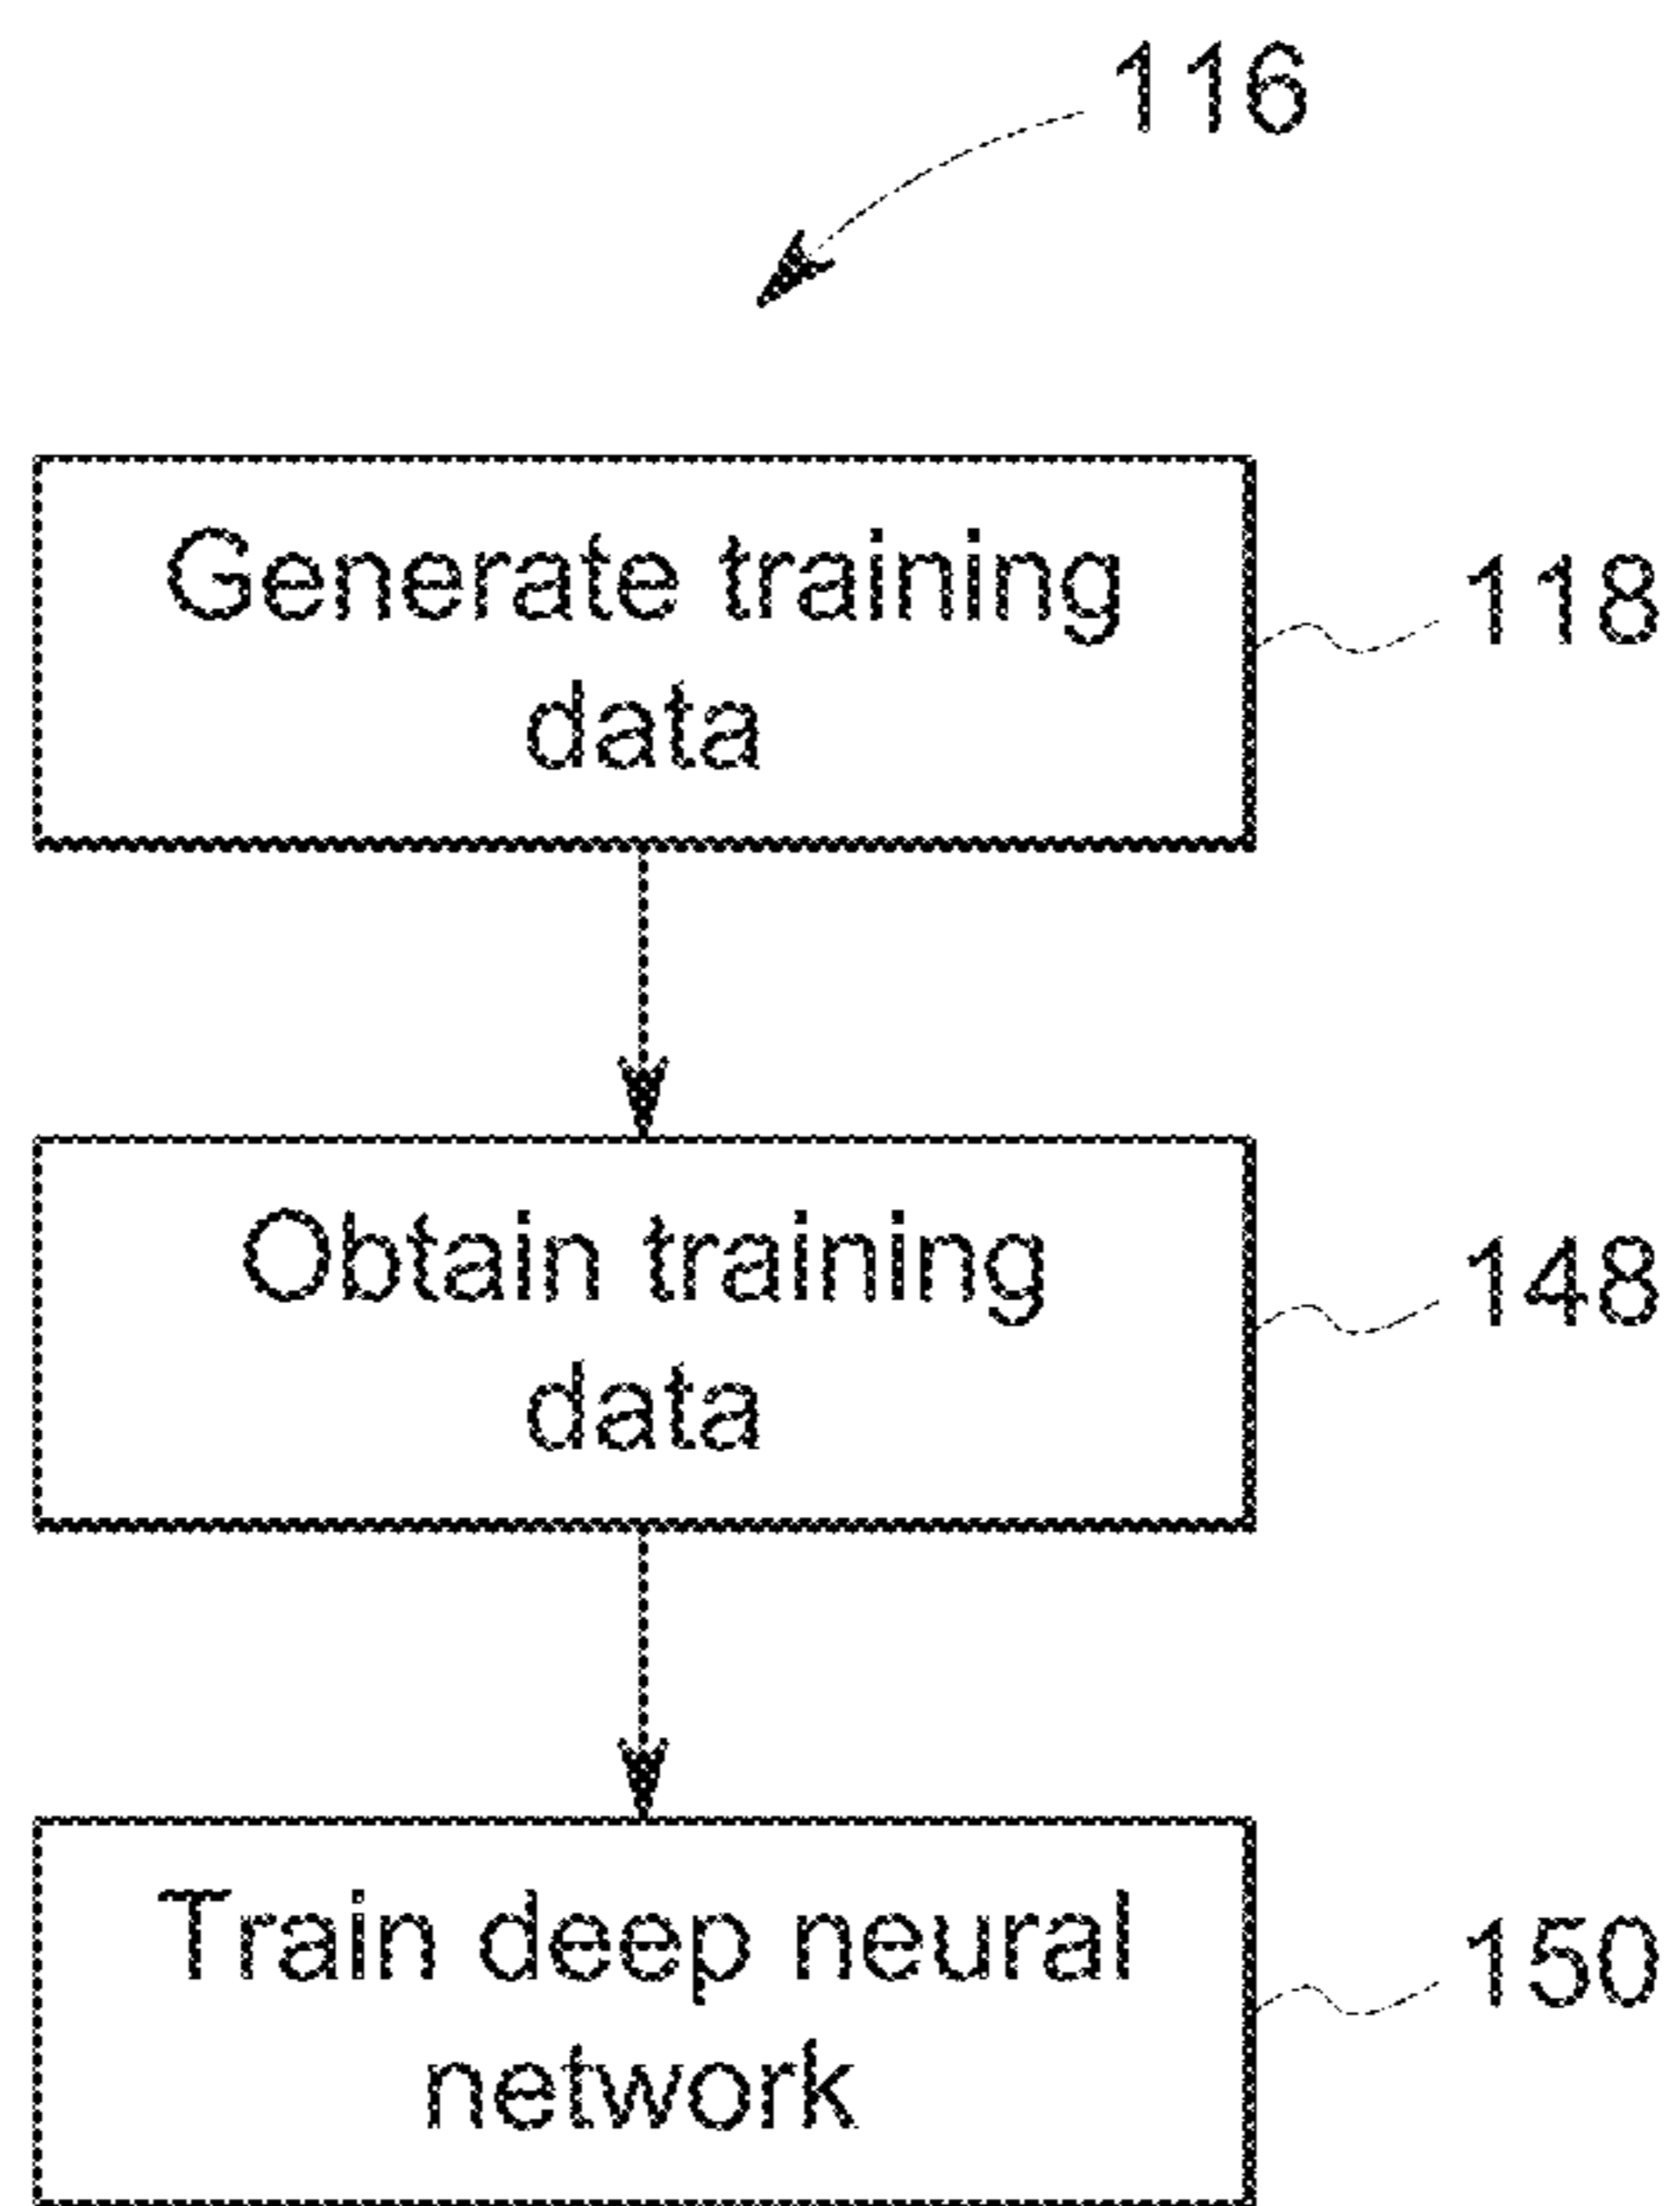 116
Generate training
data
118
Obtain training
data
148
Train deep neural
network
150